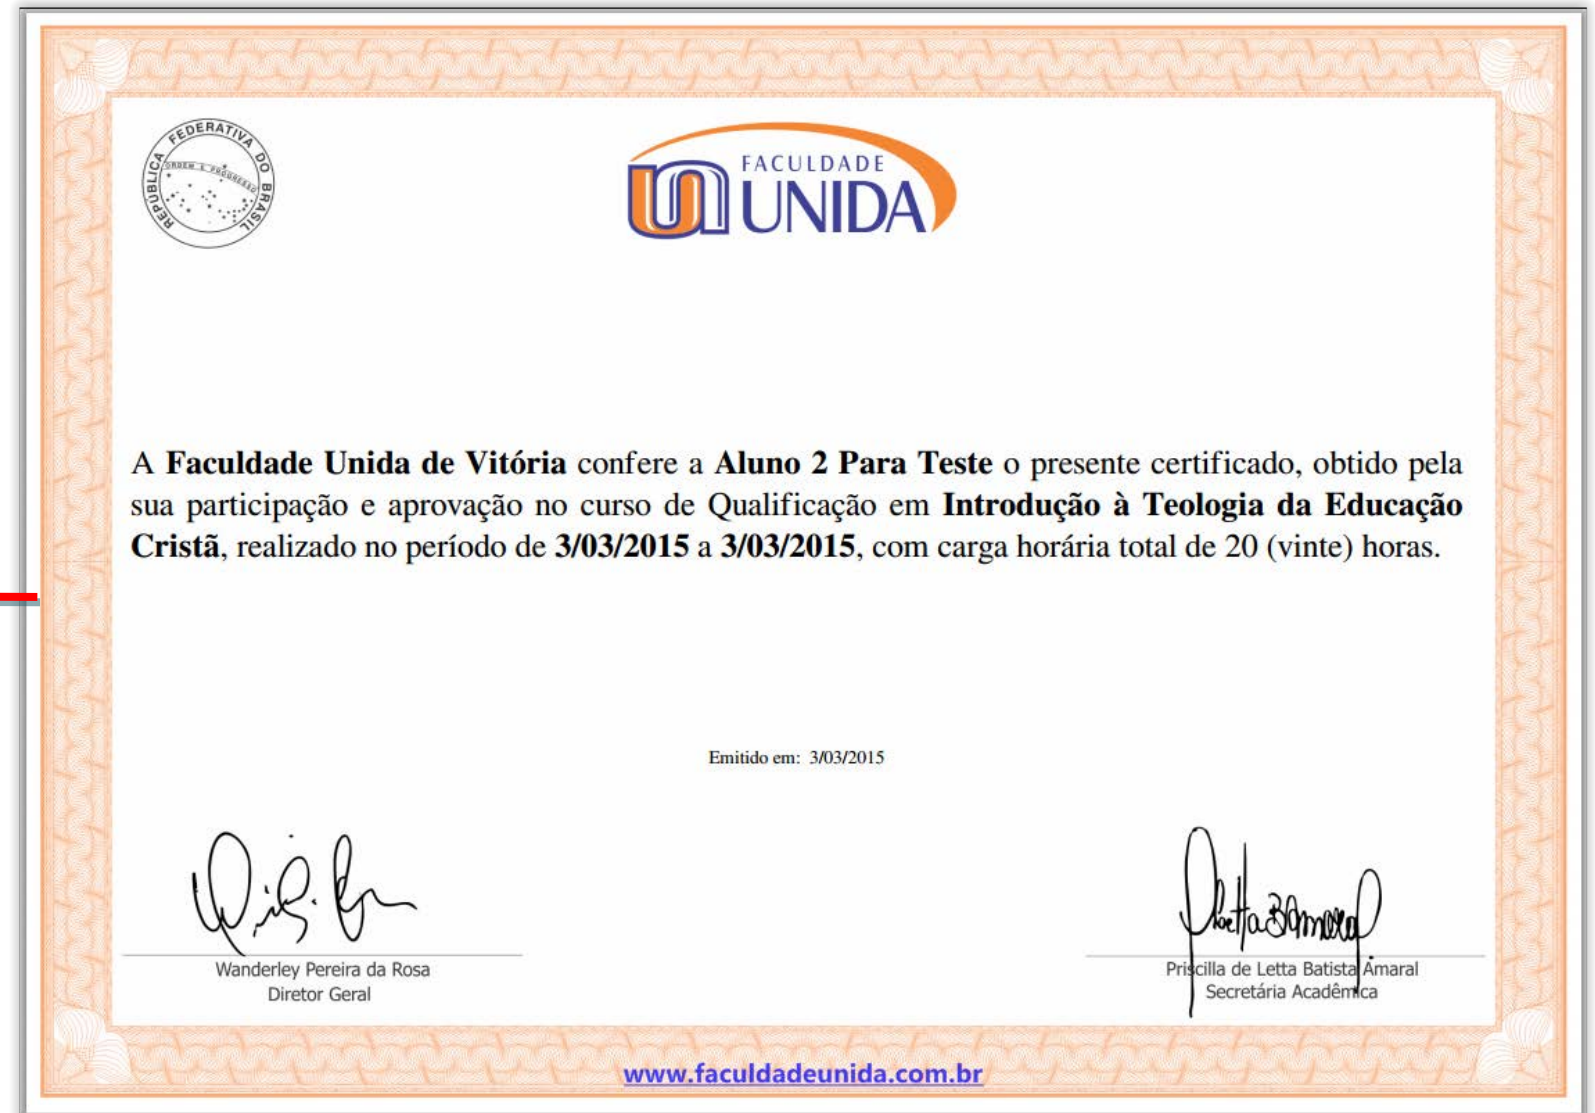 REPUBLICA FEDERATIVA DO BRASIL
ORDEM E PROGRESSO
FACULDADE
UNIDA
A Faculdade Unida de Vitória confere a Aluno 2 Para Teste o presente certificado, obtido pela
sua participação e aprovação no curso de Qualificação em Introdução à Teologia da Educação
Cristã, realizado no período de 3/03/2015 a 3/03/2015, com carga horária total de 20 (vinte) horas.
Emitido em: 3/03/2015
Wanderley Pereira da Rosa
Diretor Geral
Priscilla de Letta Batista Amaral
Secretária Acadêmica
www.faculdadeunida.com.br